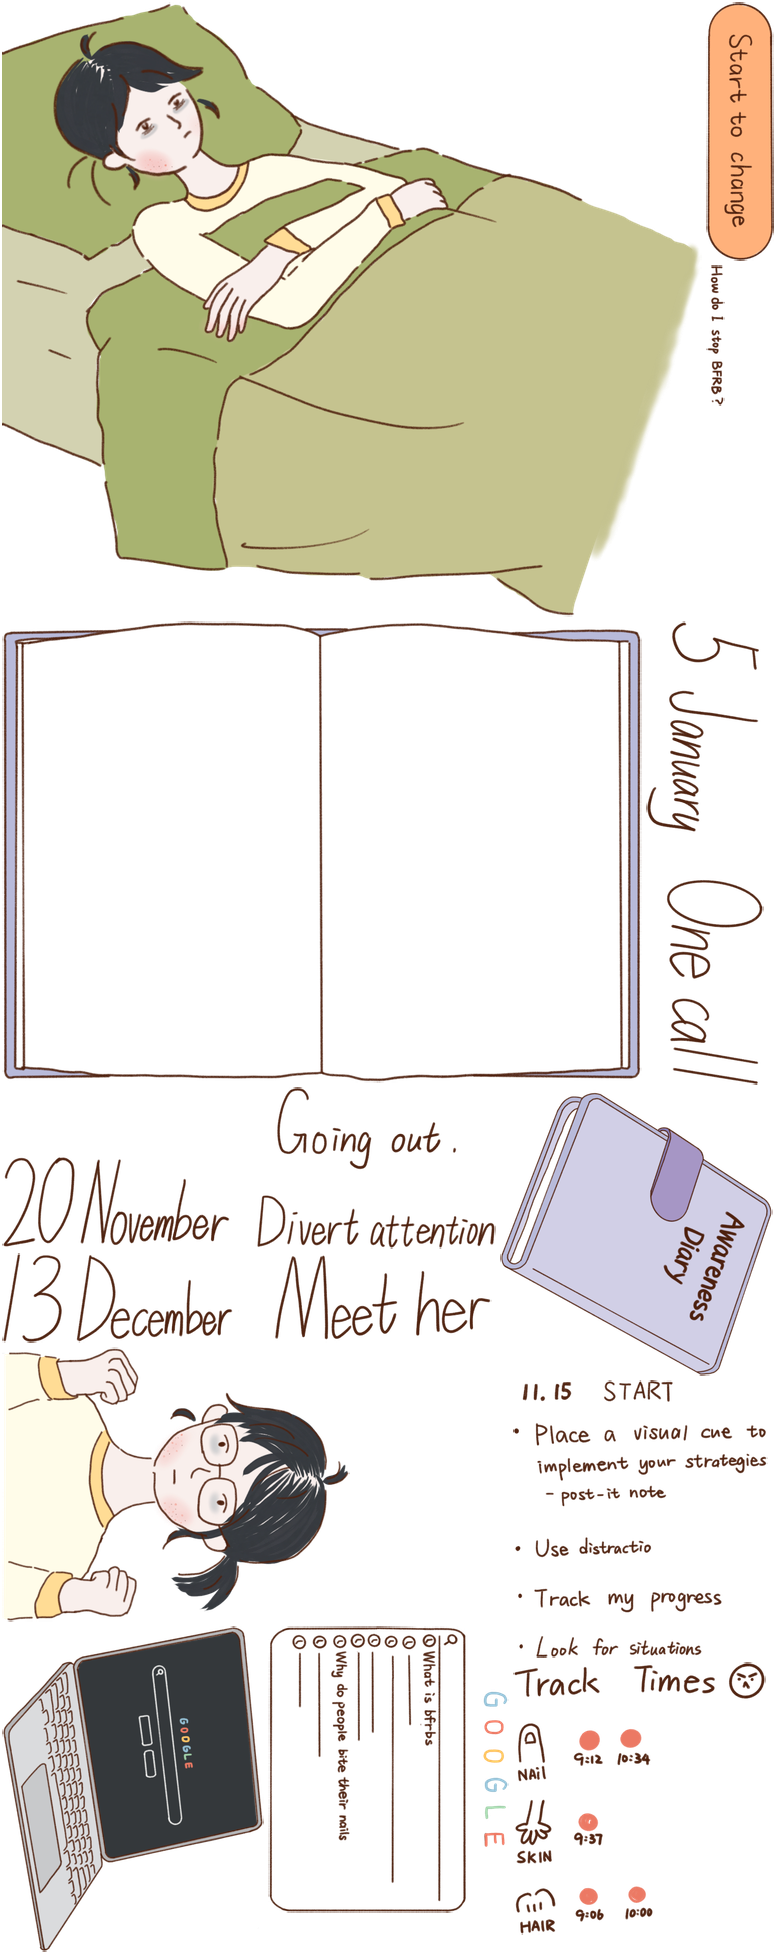 Start to change
How do I stop BFRB?
5 January One call
Going out.
20 November Divert attention
13 December Meet her
Awareness
Diary
11.15 START
• Place a visual cue to
implement your strategies
- post-it note
• Use distractio
• Track my progress
• Look for situations
Track Times
NAil 9:12 10:34
SKIN 9:37
HAIR 9:06 10:00
GOOGLE
What is bfrbs
Why do people bite their nails
GOOGLE